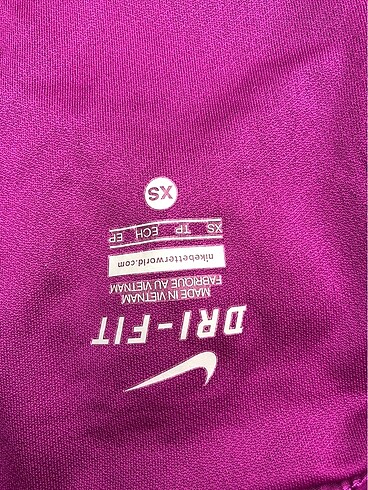 DRI-FIT
MADE IN VIETNAM
FABRIQUE AU VIETNAM
nikebetterworld.com
XS TP ECH EP
XS